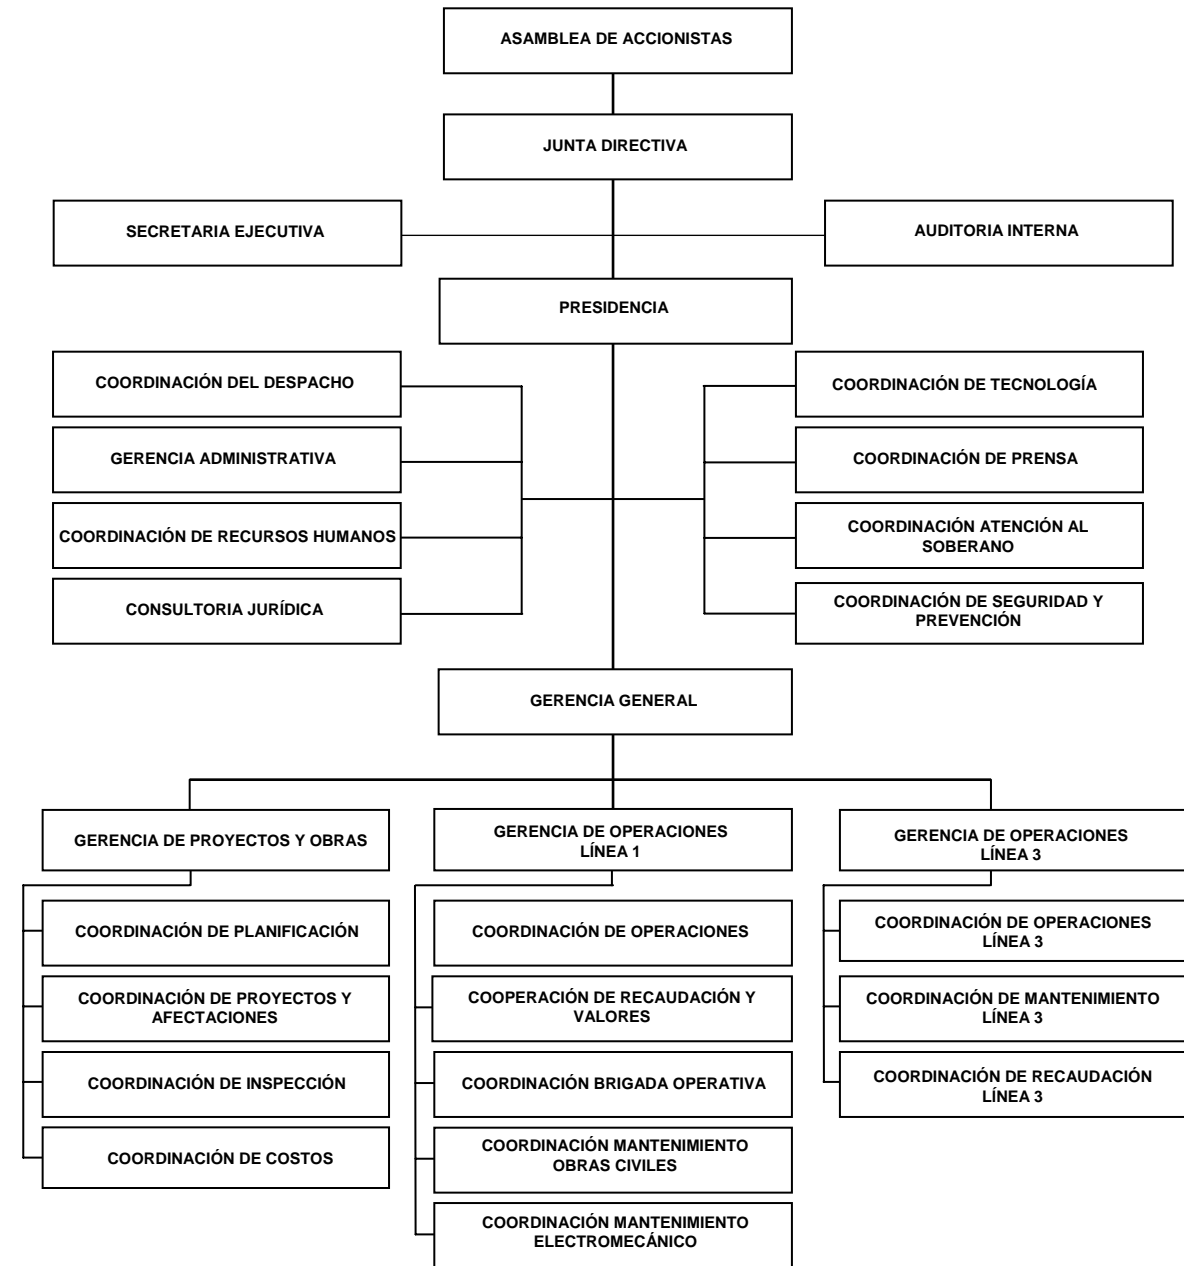 ASAMBLEA DE ACCIONISTAS
JUNTA DIRECTIVA
SECRETARIA EJECUTIVA
AUDITORIA INTERNA
PRESIDENCIA
COORDINACIÓN DEL DESPACHO
COORDINACIÓN DE TECNOLOGÍA
GERENCIA ADMINISTRATIVA
COORDINACIÓN DE PRENSA
COORDINACIÓN DE RECURSOS HUMANOS
COORDINACIÓN ATENCIÓN AL
SOBERANO
CONSULTORIA JURÍDICA
COORDINACIÓN DE SEGURIDAD Y
PREVENCIÓN
GERENCIA GENERAL
GERENCIA DE PROYECTOS Y OBRAS
COORDINACIÓN DE PLANIFICACIÓN
COORDINACIÓN DE PROYECTOS Y
AFECTACIONES
COORDINACIÓN DE INSPECCIÓN
COORDINACIÓN DE COSTOS
GERENCIA DE OPERACIONES
LÍNEA 1
COORDINACIÓN DE OPERACIONES
COOPERACIÓN DE RECAUDACIÓN Y
VALORES
COORDINACIÓN BRIGADA OPERATIVA
COORDINACIÓN MANTENIMIENTO
OBRAS CIVILES
COORDINACIÓN MANTENIMIENTO
ELECTROMECÁNICO
GERENCIA DE OPERACIONES
LÍNEA 3
COORDINACIÓN DE OPERACIONES
LÍNEA 3
COORDINACIÓN DE MANTENIMIENTO
LÍNEA 3
COORDINACIÓN DE RECAUDACIÓN
LÍNEA 3